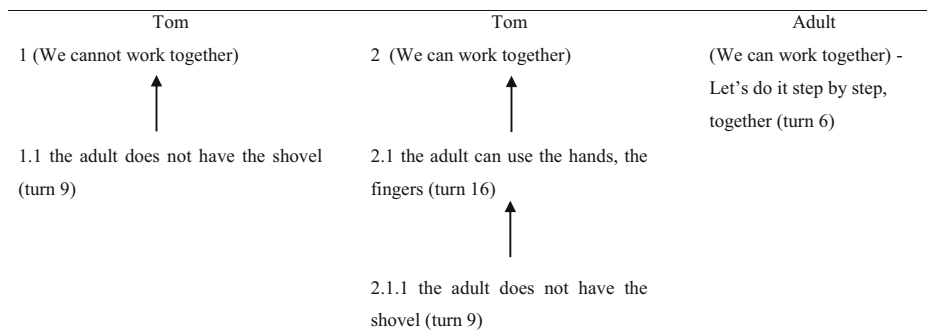 Tom
1 (We cannot work together)
1.1 the adult does not have the shovel
(turn 9)
Tom
2 (We can work together)
2.1 the adult can use the hands, the
fingers (turn 16)
2.1.1 the adult does not have the
shovel (turn 9)
Adult
(We can work together) -
Let's do it step by step,
together (turn 6)